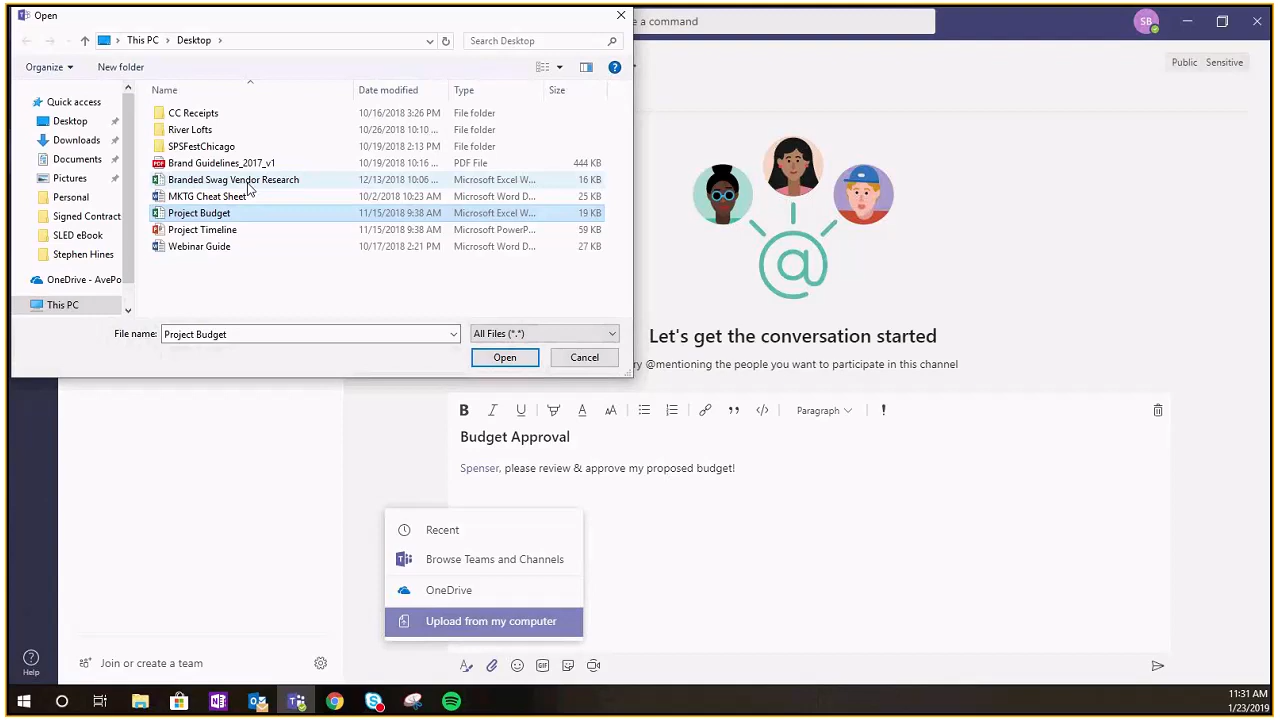 Open
This PC > Desktop >
Search Desktop
Organize
New folder
Name
Date modified
Type
Size
CC Receipts
10/16/2018 3:26 PM
File folder
River Lofts
10/26/2018 10:10 ...
File folder
SPSFestChicago
10/19/2018 2:13 PM
File folder
Brand Guidelines_2017_v1
10/19/2018 10:16 ...
PDF File
444 KB
Branded Swag Vendor Research
12/13/2018 10:06 ...
Microsoft Excel W...
16 KB
MKTG Cheat Sheet
10/2/2018 10:23 AM
Microsoft Word D...
25 KB
Project Budget
11/15/2018 9:38 AM
Microsoft Excel W...
19 KB
Project Timeline
11/15/2018 9:38 AM
Microsoft PowerP...
59 KB
Webinar Guide
10/17/2018 2:21 PM
Microsoft Word D...
27 KB
Quick access
Desktop
Downloads
Documents
Pictures
Personal
Signed Contract
SLED eBook
Stephen Hines
OneDrive - AvePo
This PC
File name:
Project Budget
All Files (*.*)
Open
Cancel
e a command
SB
Public
Sensitive
@
Let's get the conversation started
ry @mentioning the people you want to participate in this channel
B
I
U
A
AA
Paragraph
!
Budget Approval
Spenser, please review & approve my proposed budget!
Recent
Browse Teams and Channels
OneDrive
Upload from my computer
GIF
Help
Join or create a team
11:31 AM
1/23/2019